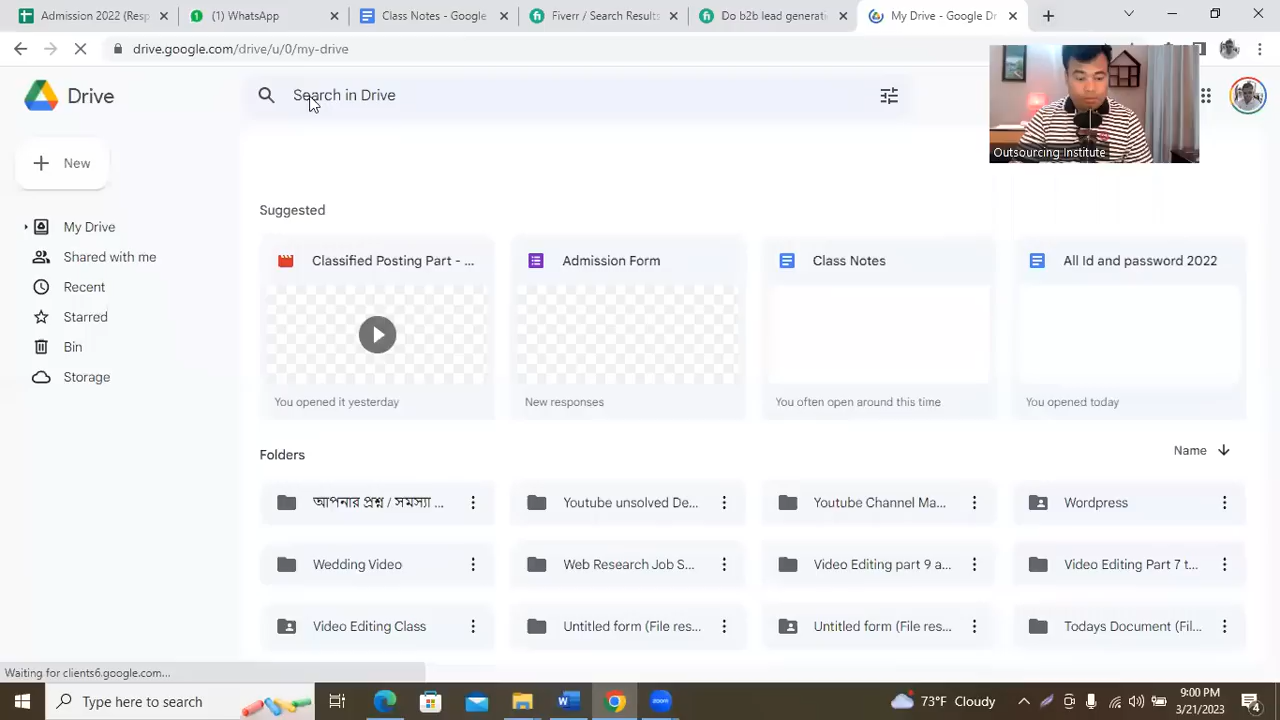 Admission 2022 (Resp
(1) WhatsApp
Class Notes - Google
Fiverr / Search Results
Do b2b lead generat
My Drive - Google Dr
drive.google.com/drive/u/0/my-drive
Drive
Search in Drive
Outsourcing Institute
New
My Drive
Shared with me
Recent
Starred
Bin
Storage
Suggested
Classified Posting Part - ...
Admission Form
Class Notes
All Id and password 2022
You opened it yesterday
New responses
You often open around this time
You opened today
Folders
Name
আপনার প্রশ্ন / সমস্যা ...
Youtube unsolved De...
Youtube Channel Ma...
Wordpress
Wedding Video
Web Research Job S...
Video Editing part 9 a...
Video Editing Part 7 t...
Video Editing Class
Untitled form (File res...
Untitled form (File res...
Todays Document (Fil...
Waiting for clients6.google.com...
Type here to search
zoom
73°F Cloudy
9:00 PM
3/21/2023
4